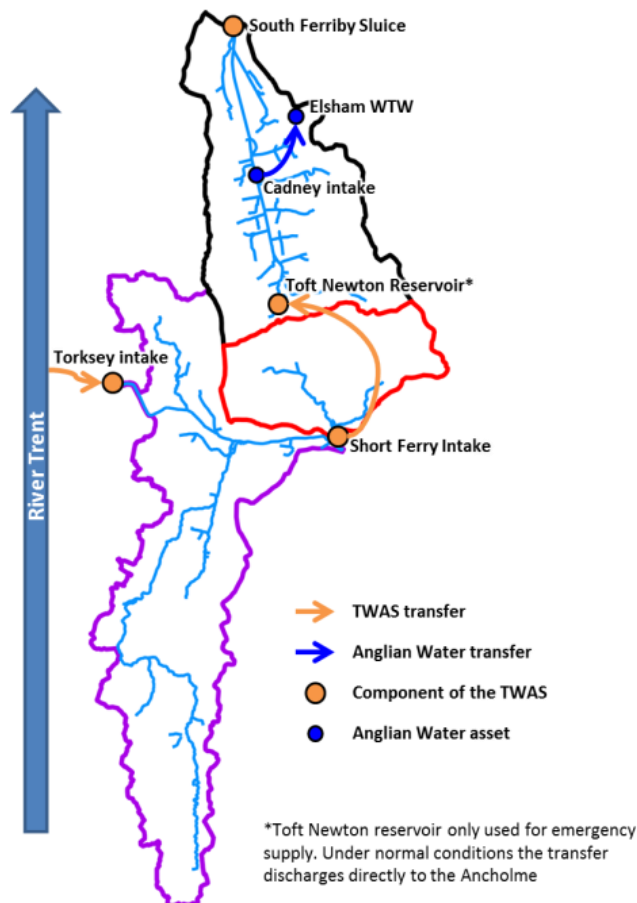 South Ferriby Sluice
Elsham WTW
Cadney intake
Toft Newton Reservoir*
Torksey intake
Short Ferry Intake
River Trent
TWAS transfer
Anglian Water transfer
Component of the TWAS
Anglian Water asset
*Toft Newton reservoir only used for emergency
supply. Under normal conditions the transfer
discharges directly to the Ancholme